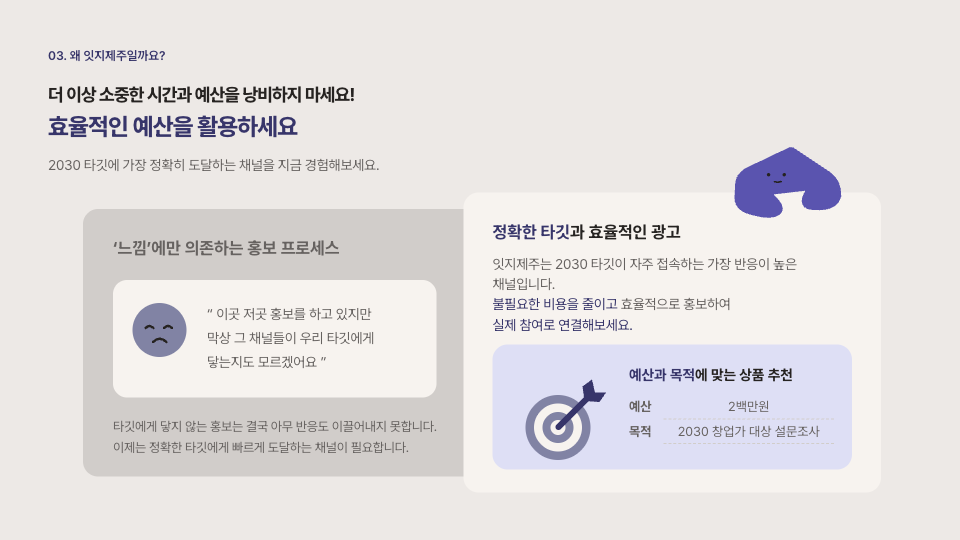 03. 왜 잇지제주일까요?
더 이상 소중한 시간과 예산을 낭비하지 마세요!
효율적인 예산을 활용하세요
2030 타깃에 가장 정확히 도달하는 채널을 지금 경험해보세요.
‘느낌’에만 의존하는 홍보 프로세스
“ 이곳 저곳 홍보를 하고 있지만
막상 그 채널들이 우리 타깃에게
닿는지도 모르겠어요 ”
타깃에게 닿지 않는 홍보는 결국 아무 반응도 이끌어내지 못합니다.
이제는 정확한 타깃에게 빠르게 도달하는 채널이 필요합니다.
정확한 타깃과 효율적인 광고
잇지제주는 2030 타깃이 자주 접속하는 가장 반응이 높은
채널입니다.
불필요한 비용을 줄이고 효율적으로 홍보하여
실제 참여로 연결해보세요.
예산과 목적에 맞는 상품 추천
예산 2백만원
목적 2030 창업가 대상 설문조사